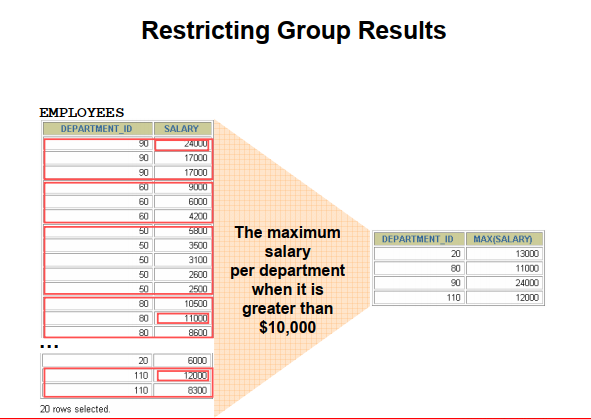 Restricting Group Results
EMPLOYEES
DEPARTMENT_ID SALARY
90 24000
90 17000
90 17000
60 9000
60 6000
60 4200
50 5800
50 3500
50 3100
50 2600
50 2500
80 10500
80 11000
80 8600
...
20 6000
110 12000
110 8300
20 rows selected.
The maximum
salary
per department
when it is
greater than
$10,000
DEPARTMENT_ID MAX(SALARY)
20 13000
80 11000
90 24000
110 12000